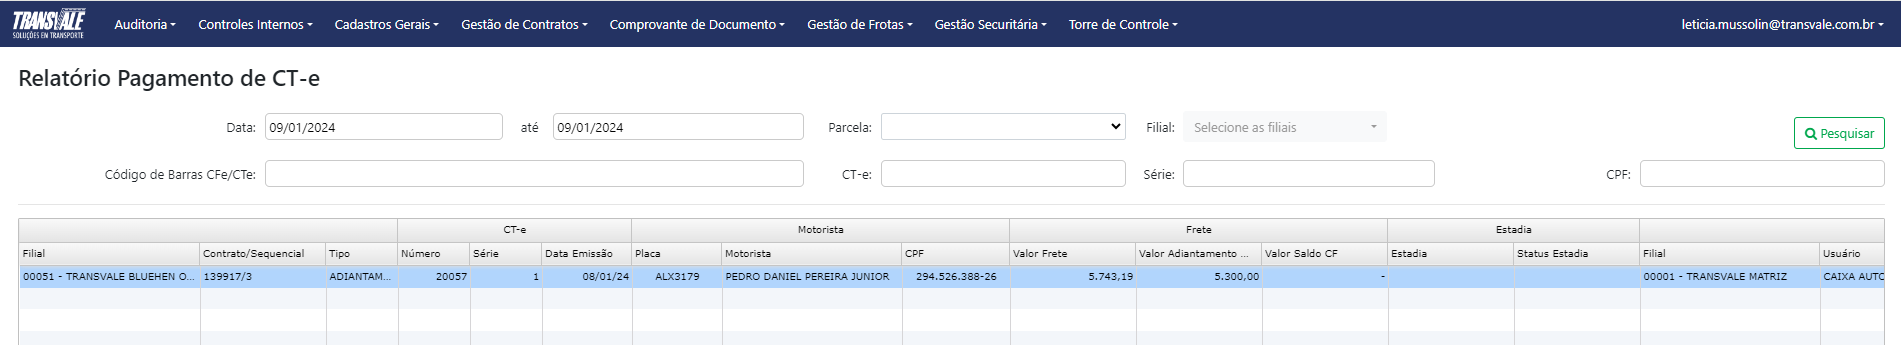 TRANSVALE
SOLUÇÕES EM TRANSPORTE
Auditoria Controles Internos Cadastros Gerais Gestão de Contratos Comprovante de Documento Gestão de Frotas Gestão Securitária Torre de Controle leticia.mussolin@transvale.com.br
Relatório Pagamento de CT-e
Data: 09/01/2024 até 09/01/2024 Parcela: Filial: Selecione as filiais
Pesquisar
Código de Barras CFe/CTe: CT-e: Série: CPF:
CT-e Motorista Frete Estadia
Filial Contrato/Sequencial Tipo Número Série Data Emissão Placa Motorista CPF Valor Frete Valor Adiantamento ... Valor Saldo CF Estadia Status Estadia Filial Usuário
00051 - TRANSVALE BLUEHEN O... 139917/3 ADIANTAM... 20057 1 08/01/24 ALX3179 PEDRO DANIEL PEREIRA JUNIOR 294.526.388-26 5.743,19 5.300,00 - 00001 - TRANSVALE MATRIZ CAIXA AUTO